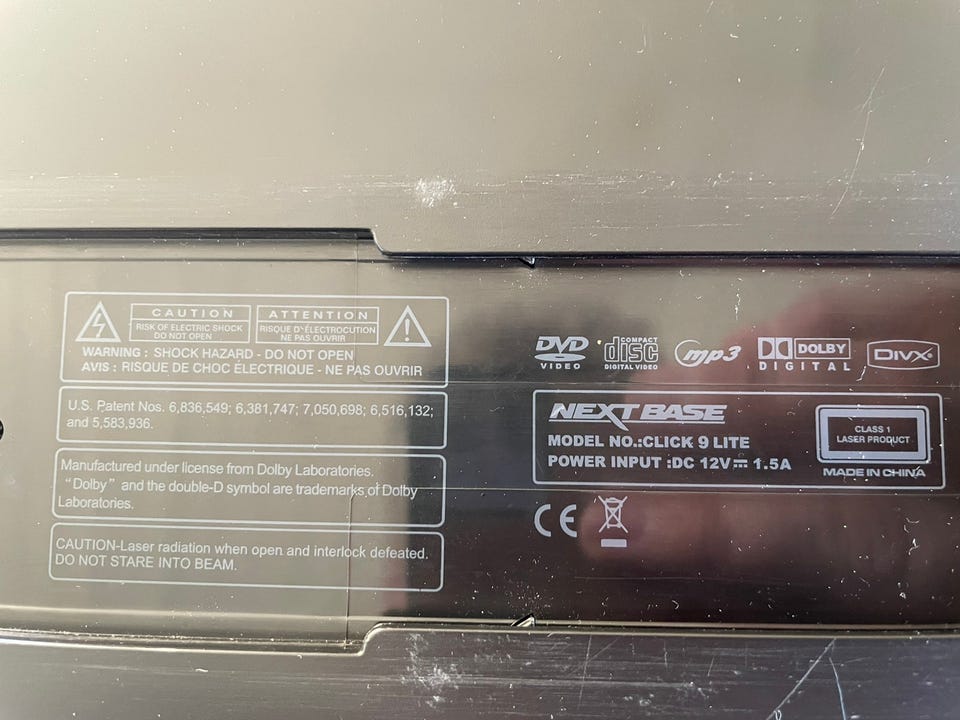 CAUTION
RISK OF ELECTRIC SHOCK
DO NOT OPEN
ATTENTION
RISQUE D'ÉLECTROCUTION
NE PAS OUVRIR
WARNING : SHOCK HAZARD - DO NOT OPEN
AVIS : RISQUE DE CHOC ÉLECTRIQUE - NE PAS OUVRIR
U.S. Patent Nos. 6,836,549; 6,381,747; 7,050,698; 6,516,132;
and 5,583,936.
Manufactured under license from Dolby Laboratories.
“Dolby” and the double-D symbol are trademarks of Dolby
Laboratories.
CAUTION-Laser radiation when open and interlock defeated.
DO NOT STARE INTO BEAM.
DVD
VIDEO
COMPACT
disc
DIGITAL VIDEO
mp3
DOLBY
DIGITAL
DIVX
NEXTBASE
MODEL NO.:CLICK 9 LITE
POWER INPUT :DC 12V⎓ 1.5A
CLASS 1
LASER PRODUCT
MADE IN CHINA
CE